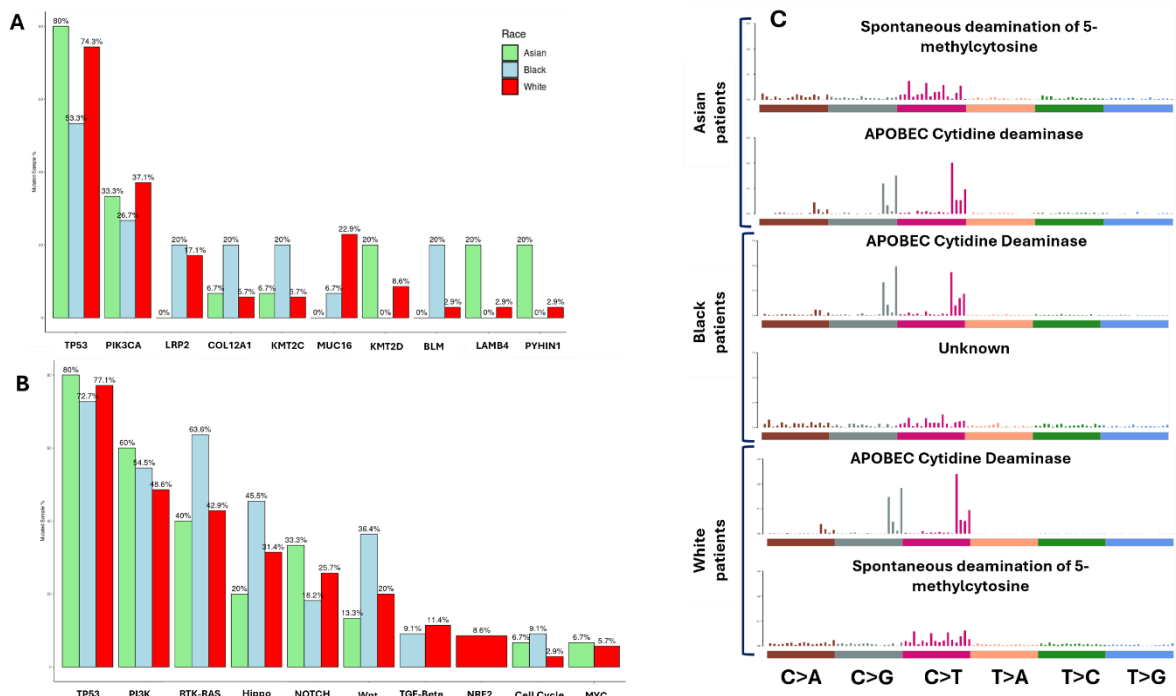 A
80%
53.3%
74.3%
33.3%
26.7%
37.1%
0%
20%
17.1%
6.7%
20%
5.7%
6.7%
20%
5.7%
0%
6.7%
22.9%
20%
0%
8.6%
0%
20%
2.9%
20%
0%
2.9%
20%
0%
2.9%
Race
Asian
Black
White
Mutated Sample %
20
0
TP53 PIK3CA LRP2 COL12A1 KMT2C MUC16 KMT2D BLM LAMB4 PYHIN1
B
80%
72.7%
77.1%
60%
54.5%
48.6%
40%
63.6%
42.9%
20%
45.5%
31.4%
33.3%
18.2%
25.7%
13.3%
36.4%
20%
9.1%
11.4%
8.6%
6.7%
9.1%
2.9%
6.7%
5.7%
Mutated Sample %
TP53 PI3K RTK-RAS Hippo NOTCH Wnt TGF-Beta NRF2 Cell Cycle MYC
C
Asian
patients
Spontaneous deamination of 5-
methylcytosine
APOBEC Cytidine deaminase
Black
patients
APOBEC Cytidine Deaminase
Unknown
White
patients
APOBEC Cytidine Deaminase
Spontaneous deamination of 5-
methylcytosine
C>A C>G C>T T>A T>C T>G